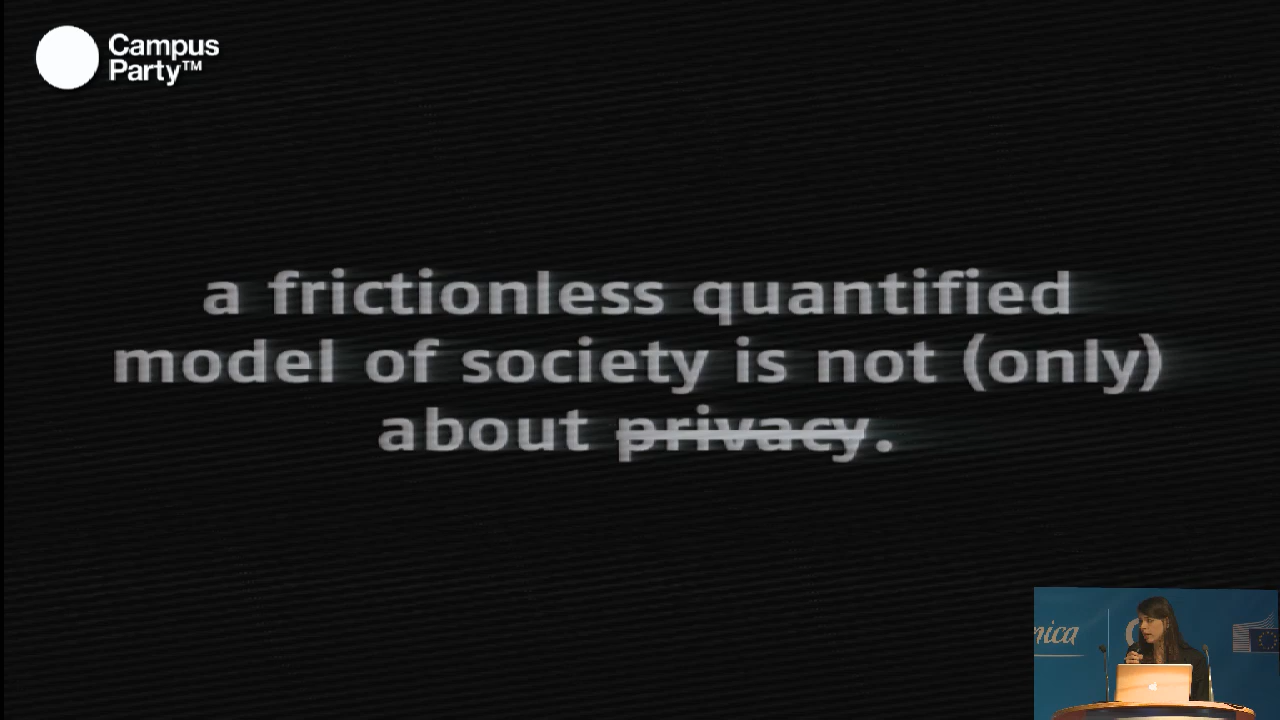 Campus
Party™
a frictionless quantified
model of society is not (only)
about privacy.